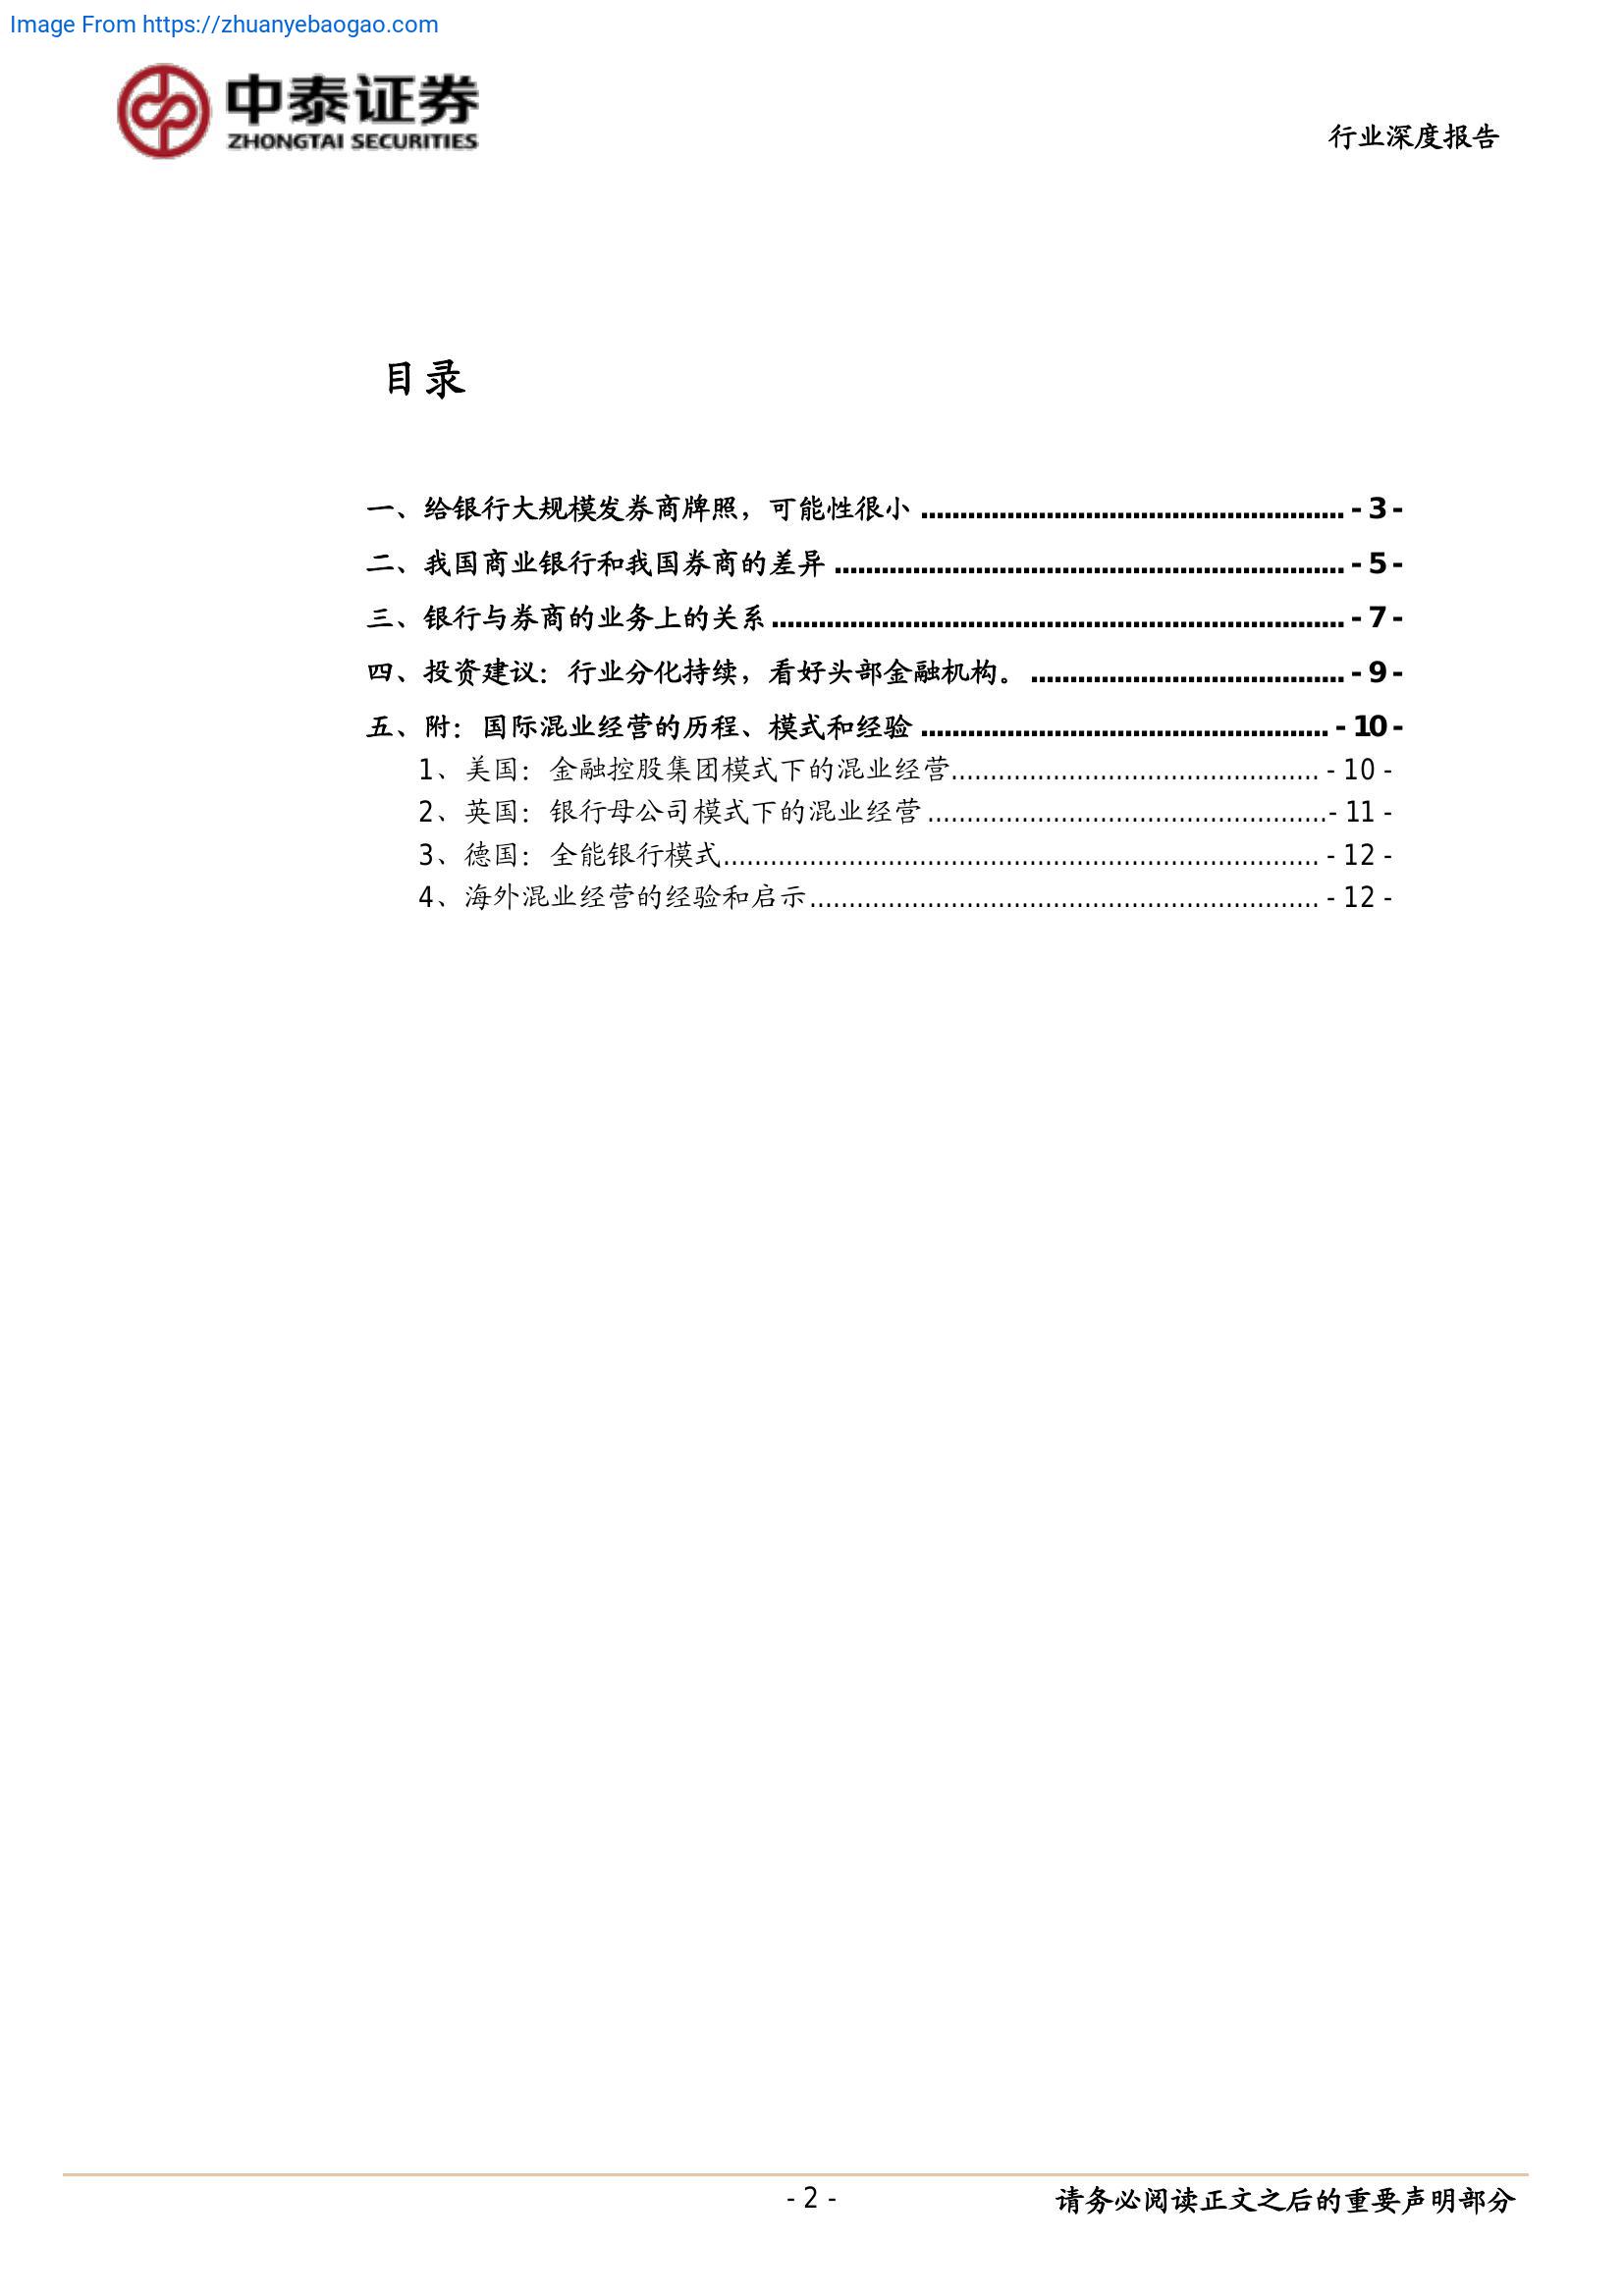 Image From https://zhuanyebaogao.com
中泰证券
ZHONGTAI SECURITIES
行业深度报告
目录
一、给银行大规模发券商牌照，可能性很小 ...................................................... - 3 -
二、我国商业银行和我国券商的差异 ................................................................. - 5 -
三、银行与券商的业务上的关系 ......................................................................... - 7 -
四、投资建议：行业分化持续，看好头部金融机构。 ........................................ - 9 -
五、附：国际混业经营的历程、模式和经验 .................................................... - 10 -
1、美国：金融控股集团模式下的混业经营............................................... - 10 -
2、英国：银行母公司模式下的混业经营 ...................................................- 11 -
3、德国：全能银行模式............................................................................ - 12 -
4、海外混业经营的经验和启示................................................................. - 12 -
- 2 -
请务必阅读正文之后的重要声明部分